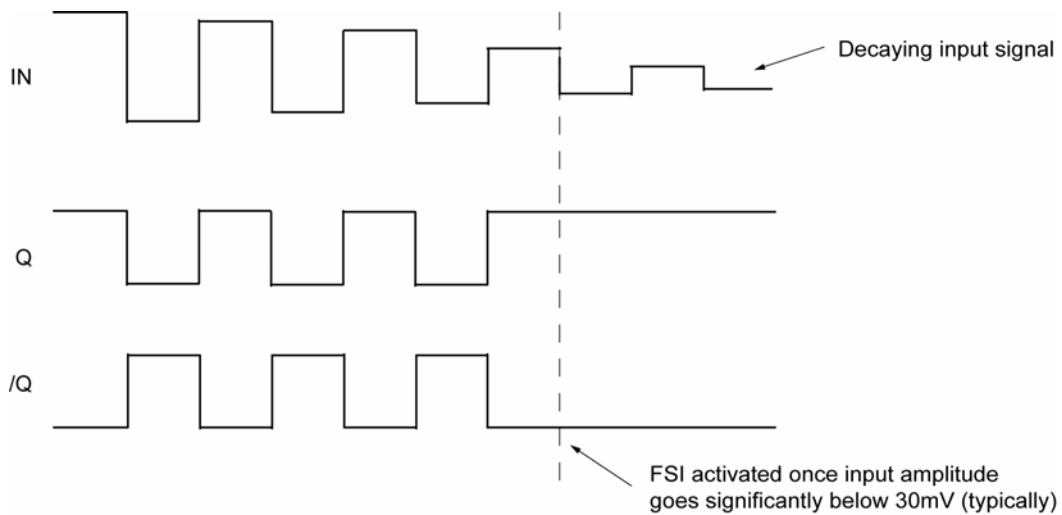 IN
Decaying input signal
Q
/Q
FSI activated once input amplitude
goes significantly below 30mV (typically)